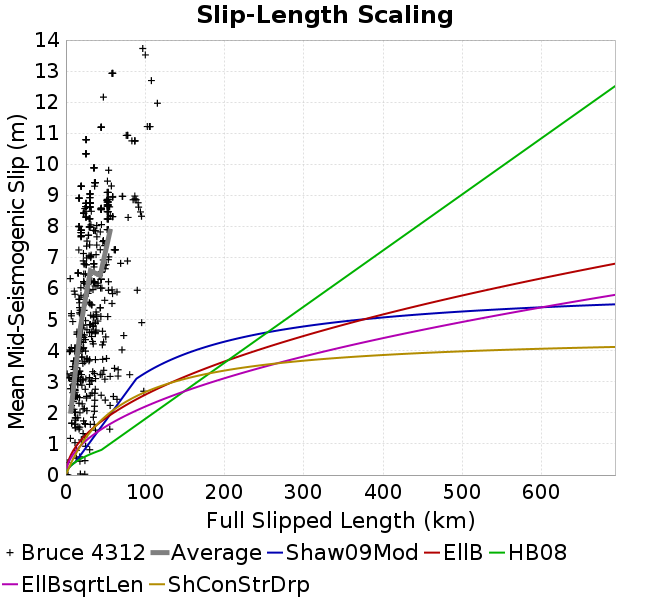 Slip-Length Scaling
Mean Mid-Seismogenic Slip (m)
14
13
12
11
10
9
8
7
6
5
4
3
2
1
0
0 100 200 300 400 500 600
Full Slipped Length (km)
Bruce 4312 Average Shaw09Mod EllB HB08
EllBsqrtLen ShConStrDrp